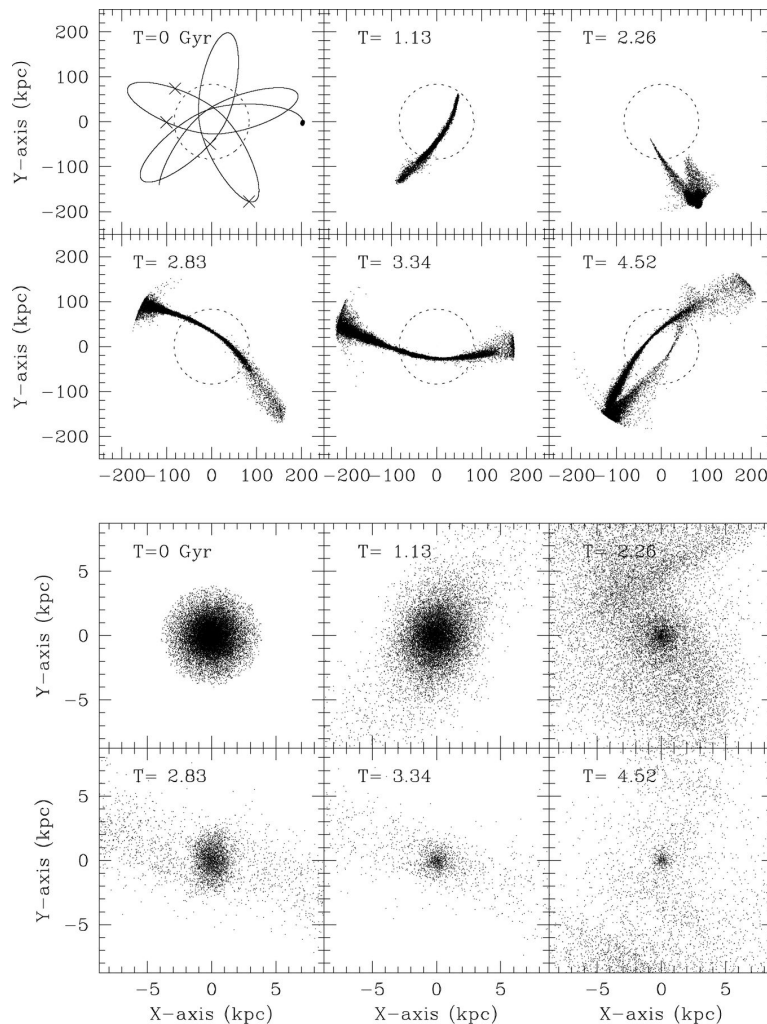 Y-axis (kpc)
200
100
0
-100
-200
T=0 Gyr
T= 1.13
T= 2.26
Y-axis (kpc)
200
100
0
-100
-200
T= 2.83
T= 3.34
T= 4.52
-200 -100 0 100 200
-200 -100 0 100 200
-200 -100 0 100 200
Y-axis (kpc)
5
0
-5
T=0 Gyr
T= 1.13
T= 2.26
Y-axis (kpc)
5
0
-5
T= 2.83
T= 3.34
T= 4.52
-5 0 5
-5 0 5
-5 0 5
X-axis (kpc)
X-axis (kpc)
X-axis (kpc)